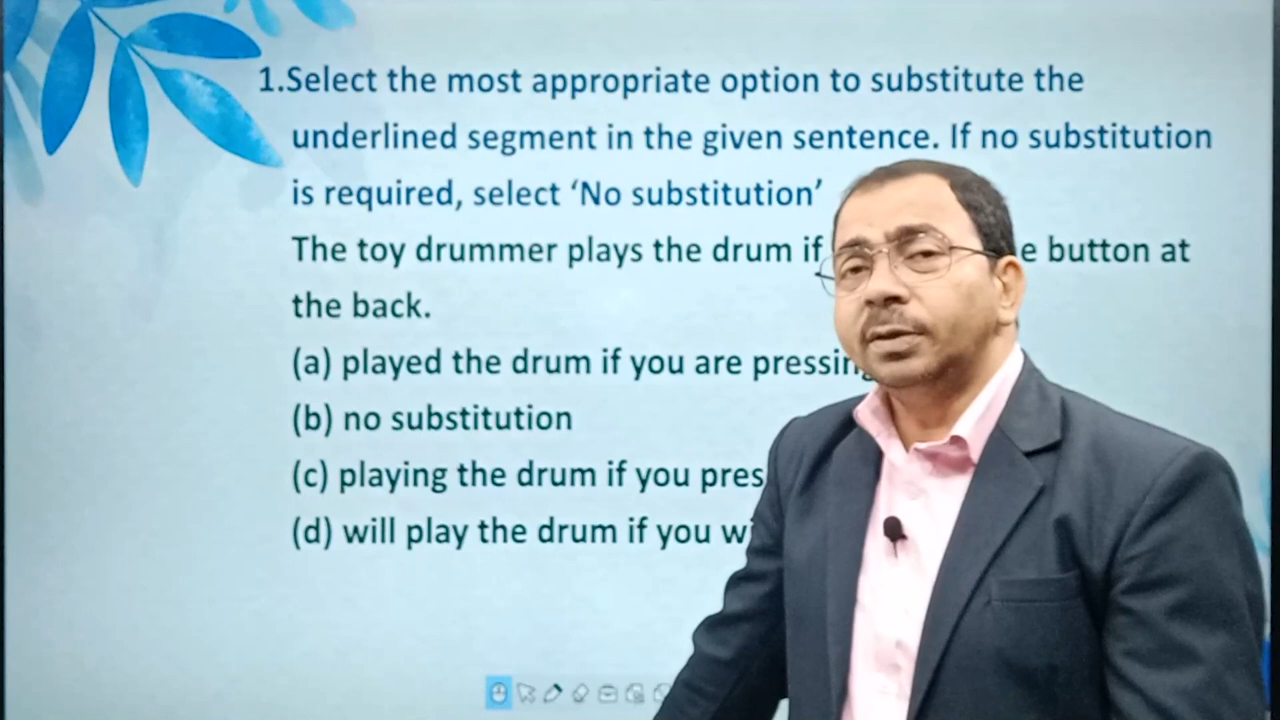 1.Select the most appropriate option to substitute the
underlined segment in the given sentence. If no substitution
is required, select ‘No substitution’
The toy drummer plays the drum if e button at
the back.
(a) played the drum if you are pressing
(b) no substitution
(c) playing the drum if you pres
(d) will play the drum if you w